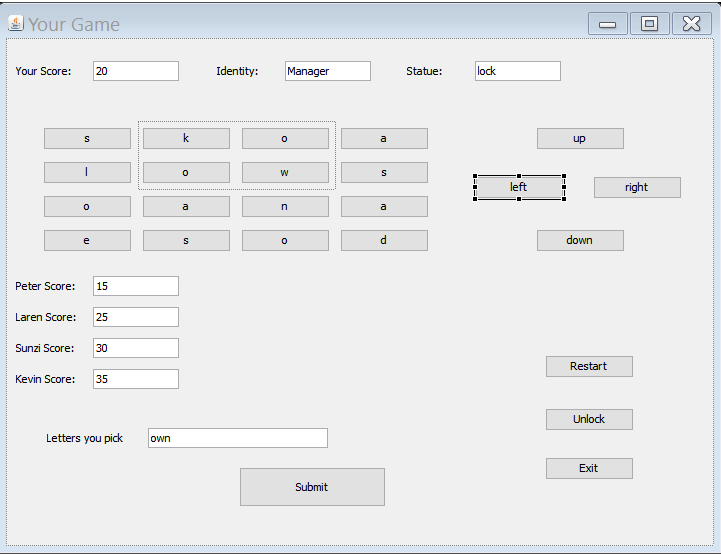 Your Game
Your Score: 20 Identity: Manager Statue: lock
s k o a up
l o w s left right
o a n a
e s o d down
Peter Score: 15
Laren Score: 25
Sunzi Score: 30
Kevin Score: 35
Restart
Unlock
Letters you pick own
Exit
Submit